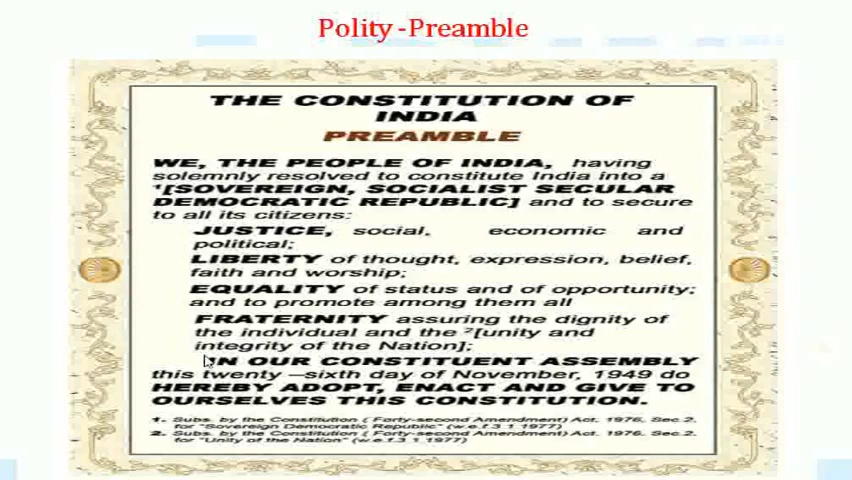 Polity -Preamble
THE CONSTITUTION OF
INDIA
PREAMBLE
WE, THE PEOPLE OF INDIA, having
solemnly resolved to constitute India into a
¹[SOVEREIGN, SOCIALIST SECULAR
DEMOCRATIC REPUBLIC] and to secure
to all its citizens:
JUSTICE, social, economic and
political;
LIBERTY of thought, expression, belief,
faith and worship;
EQUALITY of status and of opportunity;
and to promote among them all
FRATERNITY assuring the dignity of
the individual and the ²[unity and
integrity of the Nation];
IN OUR CONSTITUENT ASSEMBLY
this twenty –sixth day of November, 1949 do
HEREBY ADOPT, ENACT AND GIVE TO
OURSELVES THIS CONSTITUTION.
1. Subs. by the Constitution ( Forty-second Amendment) Act, 1976, Sec.2,
for "Sovereign Democratic Republic" (w.e.f.3.1.1977)
2. Subs. by the Constitution ( Forty-second Amendment) Act, 1976, Sec.2,
for "Unity of the Nation" (w.e.f.3.1.1977)